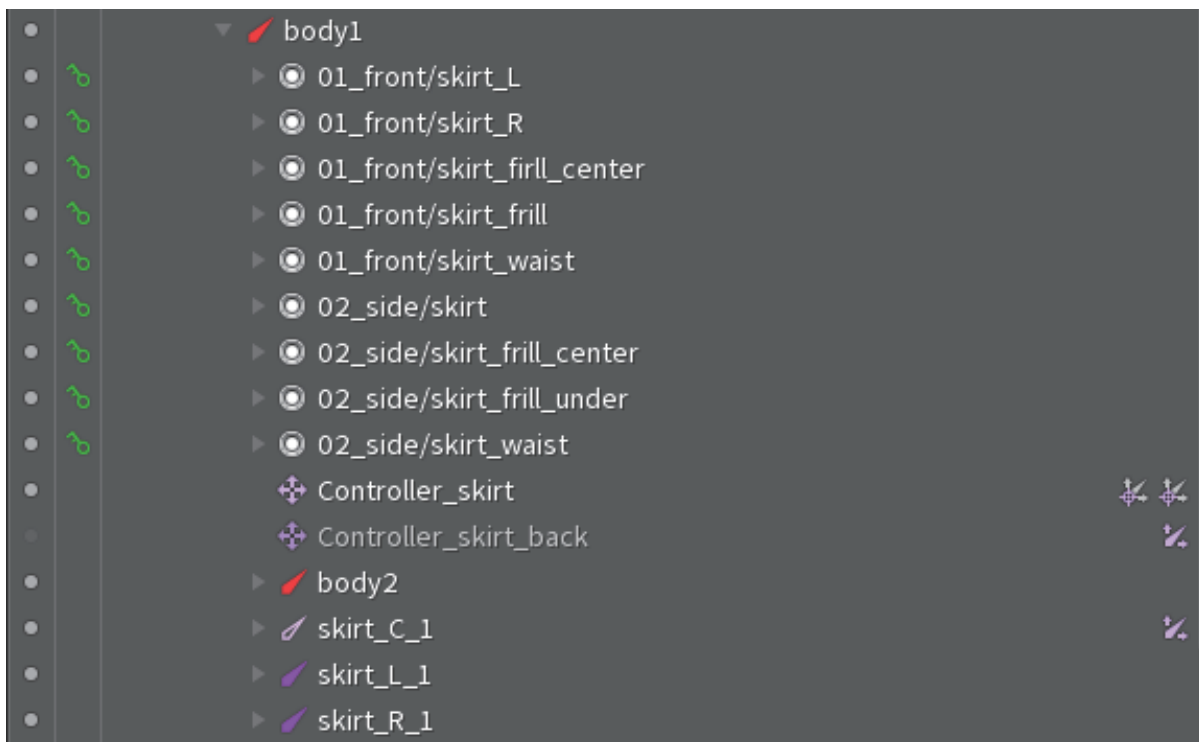 body1
01_front/skirt_L
01_front/skirt_R
01_front/skirt_firll_center
01_front/skirt_frill
01_front/skirt_waist
02_side/skirt
02_side/skirt_frill_center
02_side/skirt_frill_under
02_side/skirt_waist
Controller_skirt
Controller_skirt_back
body2
skirt_C_1
skirt_L_1
skirt_R_1